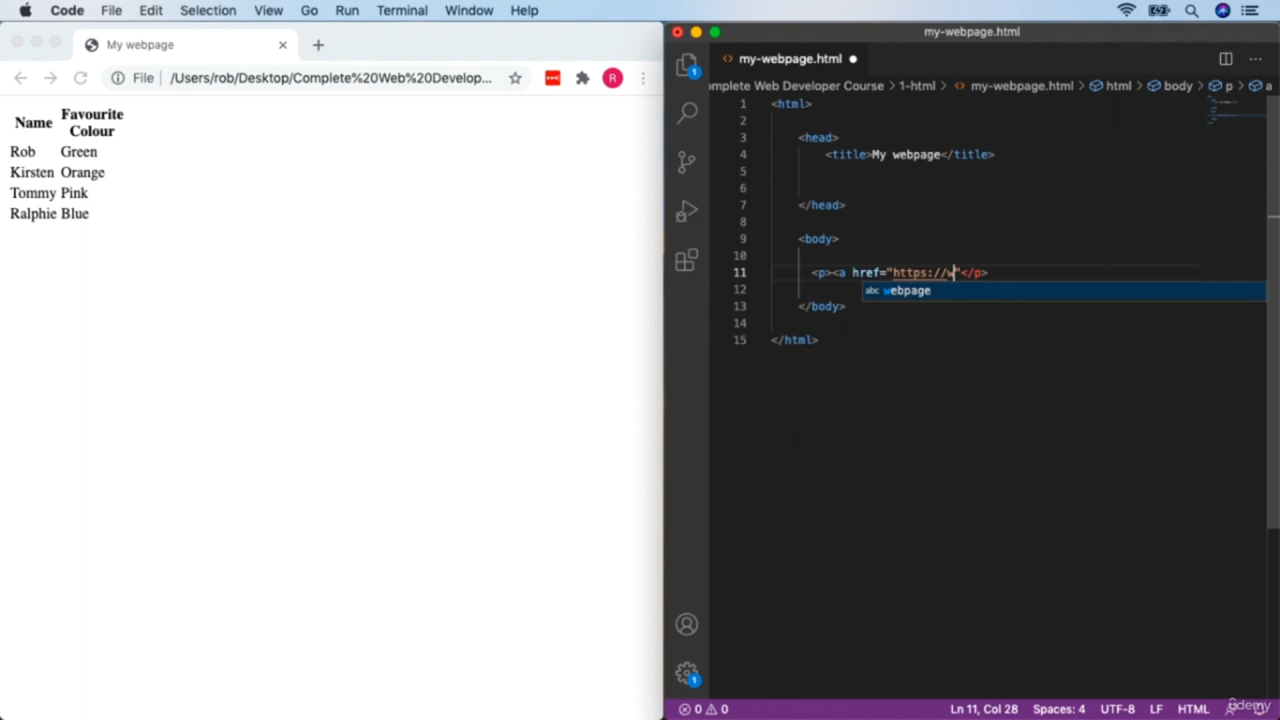 Code File Edit Selection View Go Run Terminal Window Help
My webpage
File /Users/rob/Desktop/Complete%20Web%20Develop...
R
Name Favourite Colour
Rob Green
Kirsten Orange
Tommy Pink
Ralphie Blue
my-webpage.html
my-webpage.html
mplete Web Developer Course > 1-html > my-webpage.html > html > body > p > a
1 <html>
2
3 <head>
4 <title>My webpage</title>
5
6
7 </head>
8
9 <body>
10
11 <p><a href="https://w"</p>
abc webpage
12
13 </body>
14
15 </html>
1
1
0 0
Ln 11, Col 28 Spaces: 4 UTF-8 LF HTML
udemy